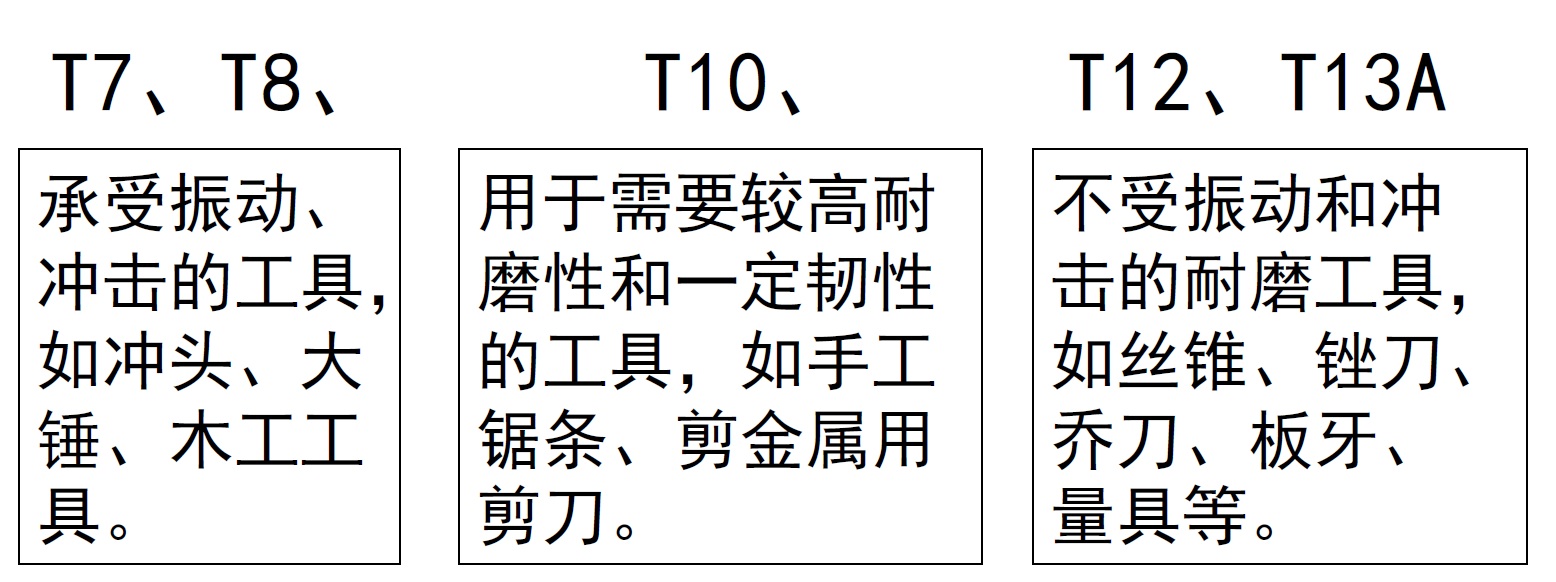 T7、T8、
T10、
T12、T13A
承受振动、
冲击的工具,
如冲头、大
锤、木工工
具。
用于需要较高耐
磨性和一定韧性
的工具，如手工
锯条、剪金属用
剪刀。
不受振动和冲
击的耐磨工具，
如丝锥、锉刀、
乔刀、板牙、
量具等。